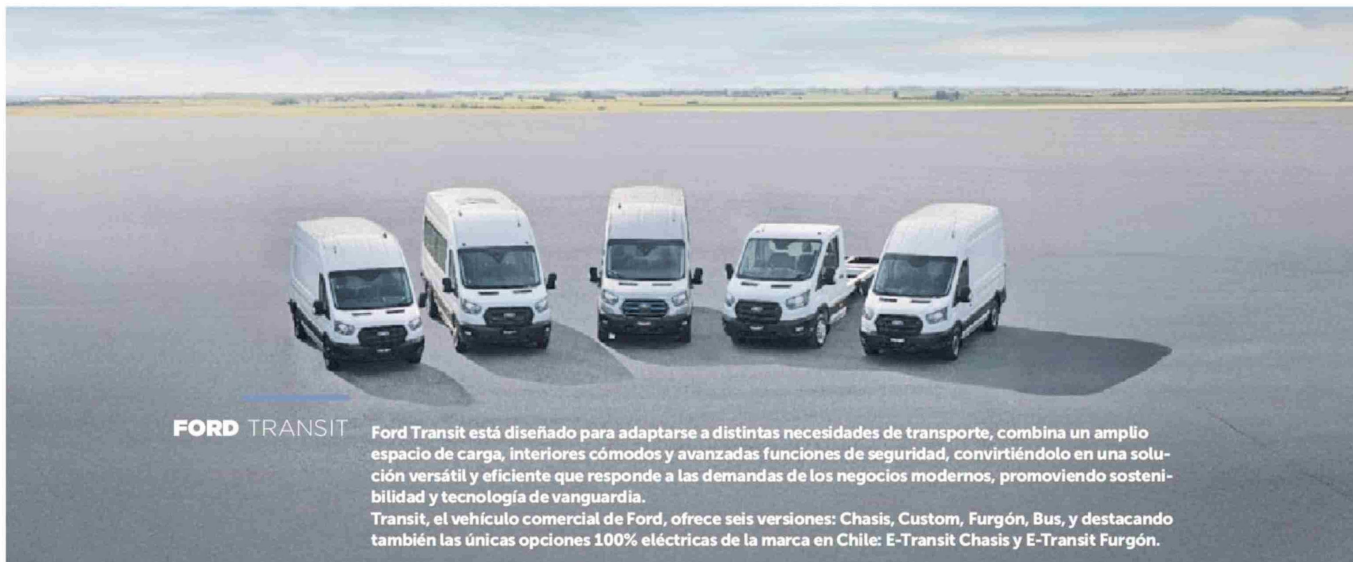 FORD TRANSIT
Ford Transit está diseñado para adaptarse a distintas necesidades de transporte, combina un amplio
espacio de carga, interiores cómodos y avanzadas funciones de seguridad, convirtiéndolo en una solu-
ción versátil y eficiente que responde a las demandas de los negocios modernos, promoviendo sosteni-
bilidad y tecnología de vanguardia.
Transit, el vehículo comercial de Ford, ofrece seis versiones: Chasis, Custom, Furgón, Bus, y destacando
también las únicas opciones 100% eléctricas de la marca en Chile: E-Transit Chasis y E-Transit Furgón.